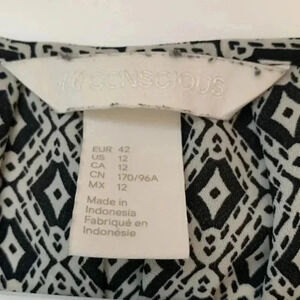 CONSCIOUS
EUR 42
US 12
CA 12
CN 170/96A
MX 12
Made in
Indonesia
Fabriqué en
Indonésie